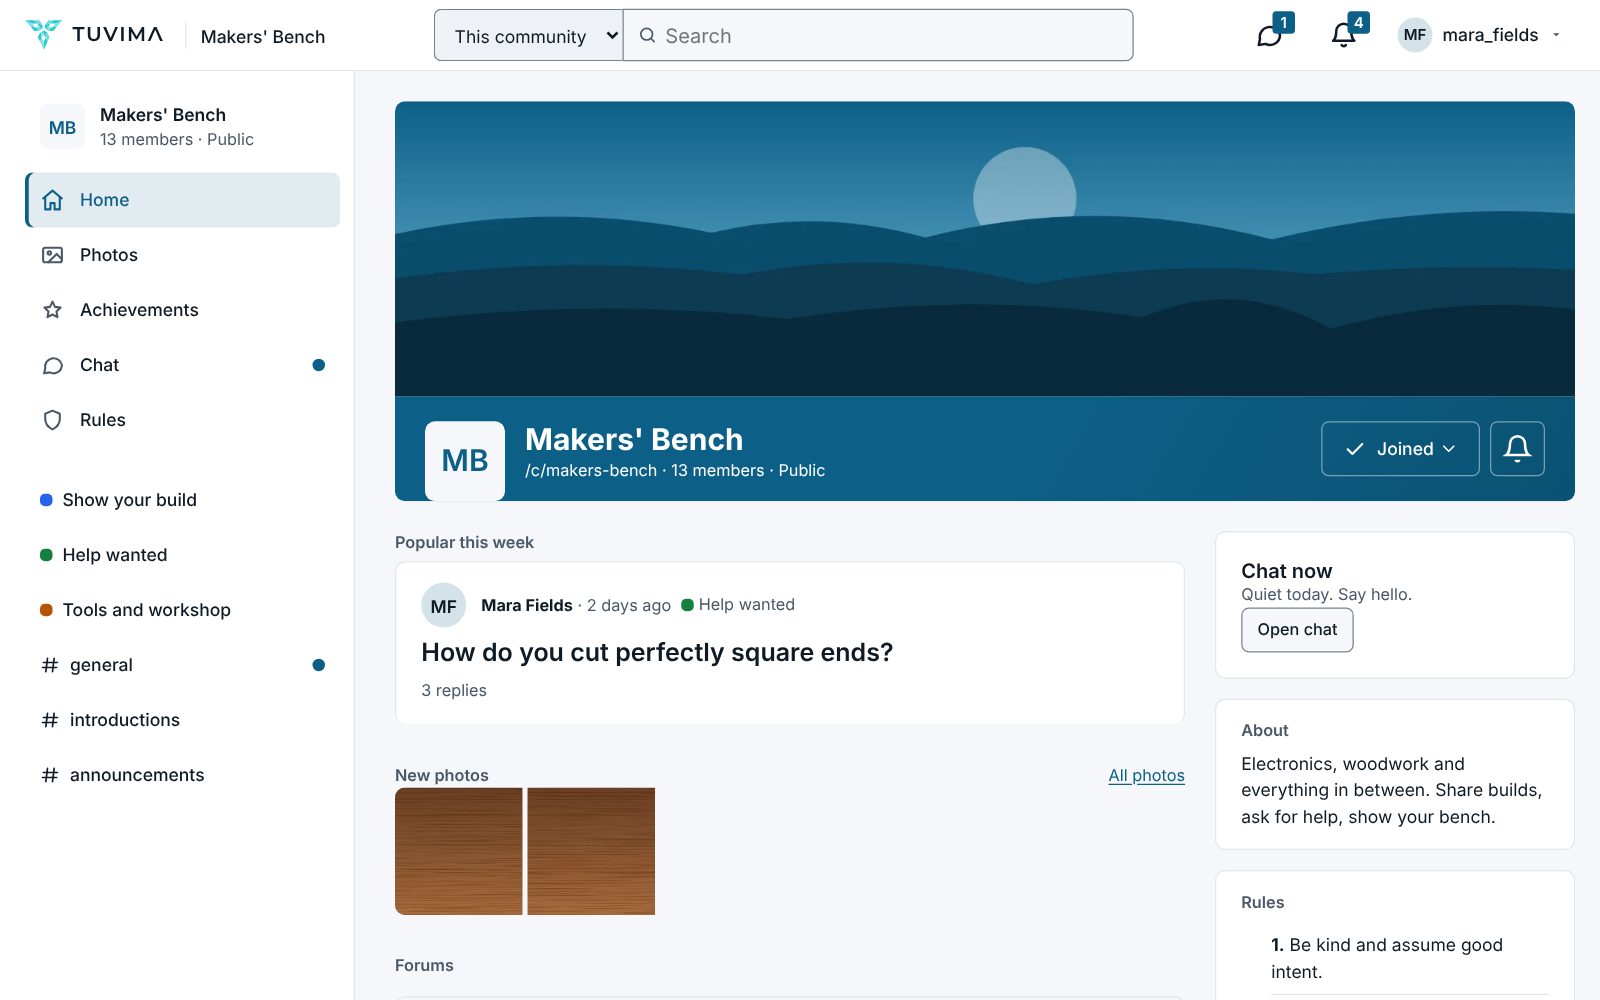 TUVIMA
Makers' Bench
This community
Search
1
4
MF
mara_fields
MB
Makers' Bench
13 members · Public
Home
Photos
Achievements
Chat
Rules
Show your build
Help wanted
Tools and workshop
# general
# introductions
# announcements
MB
Makers' Bench
/c/makers-bench · 13 members · Public
Joined
Popular this week
MF
Mara Fields · 2 days ago
Help wanted
How do you cut perfectly square ends?
3 replies
New photos
All photos
Forums
Chat now
Quiet today. Say hello.
Open chat
About
Electronics, woodwork and
everything in between. Share builds,
ask for help, show your bench.
Rules
1. Be kind and assume good
intent.